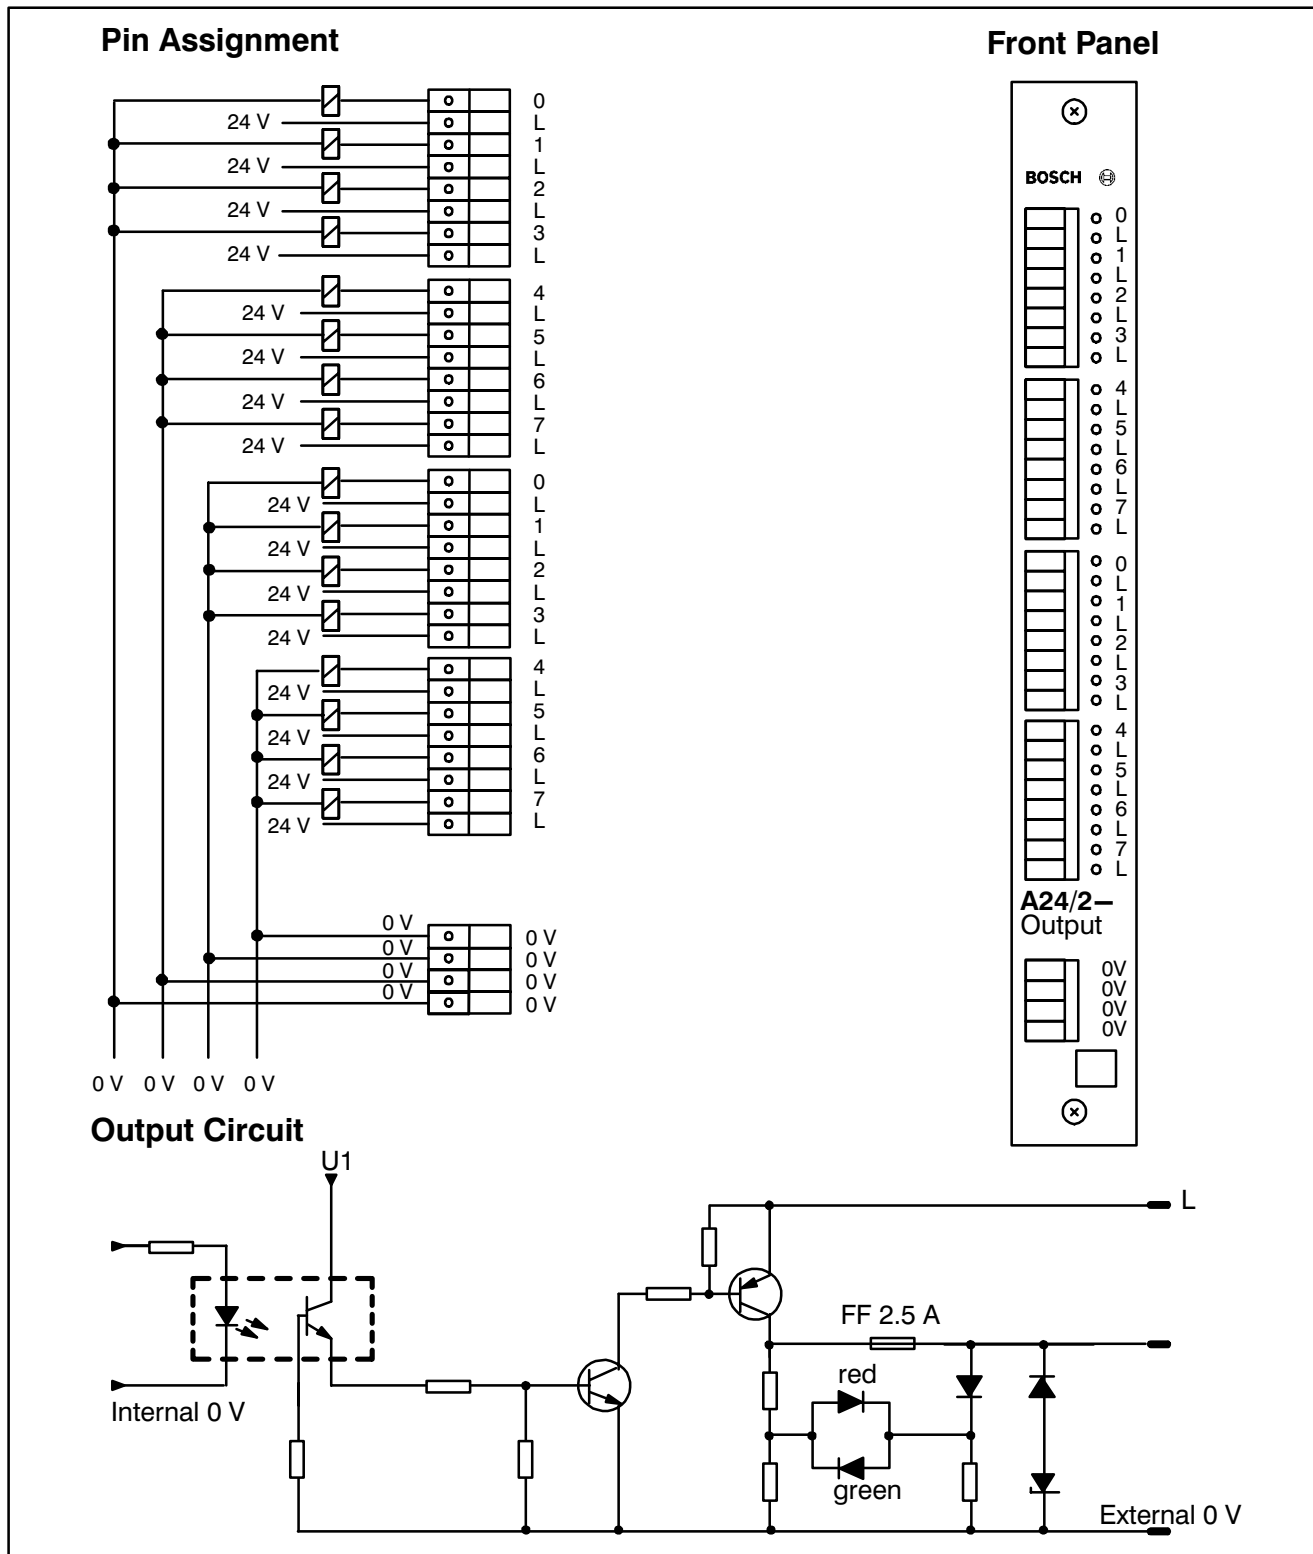 Pin Assignment
0
24 V L
1
24 V L
2
24 V L
3
24 V L
4
24 V L
5
24 V L
6
24 V L
7
24 V L
0
24 V L
1
24 V L
2
24 V L
3
24 V L
4
24 V L
5
24 V L
6
24 V L
7
24 V L
0 V 0 V
0 V 0 V
0 V 0 V
0 V 0 V
0 V 0 V 0 V 0 V
Front Panel
BOSCH
0
L
1
L
2
L
3
L
4
L
5
L
6
L
7
L
0
L
1
L
2
L
3
L
4
L
5
L
6
L
7
L
A24/2–
Output
0V
0V
0V
0V
Output Circuit
U1
L
FF 2.5 A
red
Internal 0 V
green
External 0 V